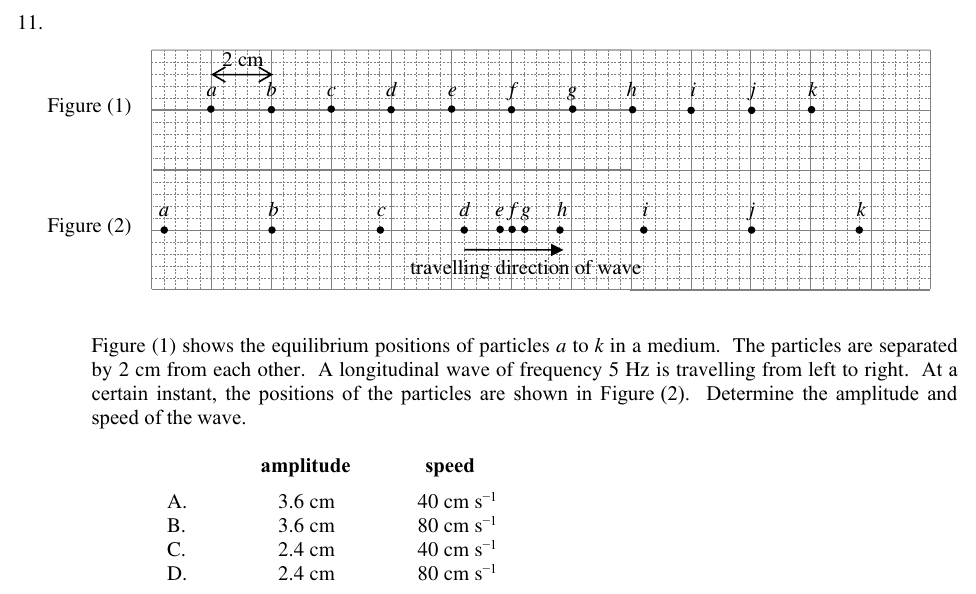 11.
2 cm
a b c d e f g h i j k
Figure (1)
a b c d e f g h i j k
Figure (2)
travelling direction of wave
Figure (1) shows the equilibrium positions of particles a to k in a medium. The particles are separated
by 2 cm from each other. A longitudinal wave of frequency 5 Hz is travelling from left to right. At a
certain instant, the positions of the particles are shown in Figure (2). Determine the amplitude and
speed of the wave.
amplitude speed
A. 3.6 cm 40 cm s⁻¹
B. 3.6 cm 80 cm s⁻¹
C. 2.4 cm 40 cm s⁻¹
D. 2.4 cm 80 cm s⁻¹